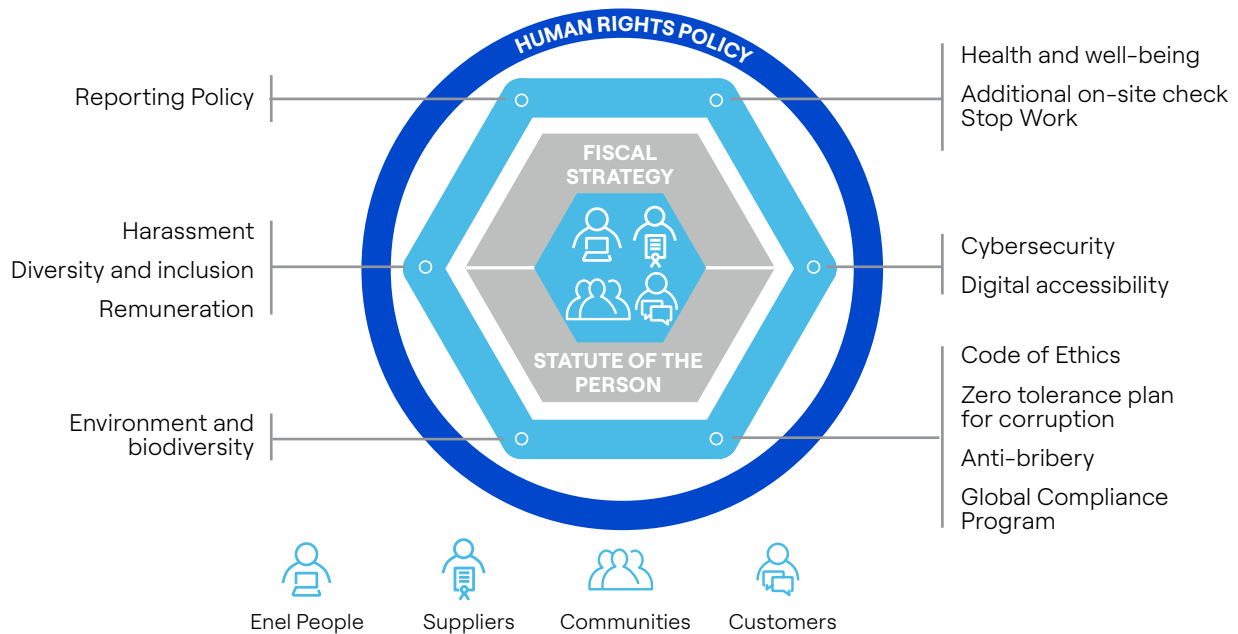 HUMAN RIGHTS POLICY
Reporting Policy
Harassment
Diversity and inclusion
Remuneration
Environment and
biodiversity
FISCAL
STRATEGY
STATUTE OF THE
PERSON
Health and well-being
Additional on-site check
Stop Work
Cybersecurity
Digital accessibility
Code of Ethics
Zero tolerance plan
for corruption
Anti-bribery
Global Compliance
Program
Enel People
Suppliers
Communities
Customers